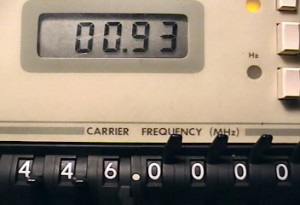 00.93
Hz
CARRIER FREQUENCY (MHz)
446.0000